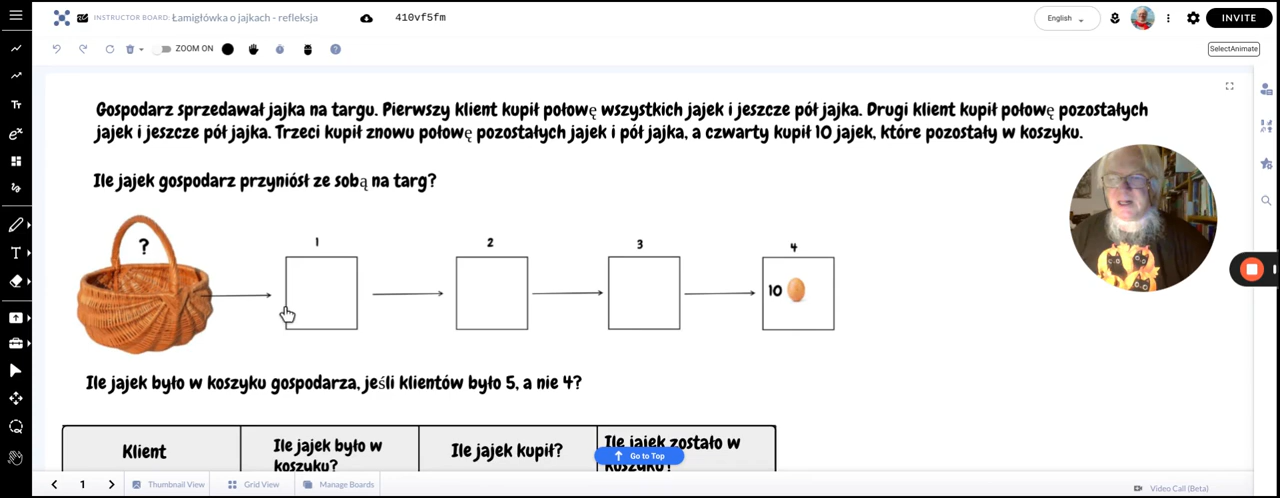 INSTRUCTOR BOARD: Łamigłówka o jajkach - refleksja
410vf5fm
English
INVITE
ZOOM ON
SelectAnimate
Gospodarz sprzedawał jajka na targu. Pierwszy klient kupił połowę wszystkich jajek i jeszcze pół jajka. Drugi klient kupił połowę pozostałych
jajek i jeszcze pół jajka. Trzeci kupił znowu połowę pozostałych jajek i pół jajka, a czwarty kupił 10 jajek, które pozostały w koszyku.
Ile jajek gospodarz przyniósł ze sobą na targ?
?
1
2
3
4
10
Ile jajek było w koszyku gospodarza, jeśli klientów było 5, a nie 4?
Klient
Ile jajek było w
koszyku?
Ile jajek kupił?
Ile jajek zostało w
koszyku?
Go to Top
1
Thumbnail View
Grid View
Manage Boards
Video Call (Beta)